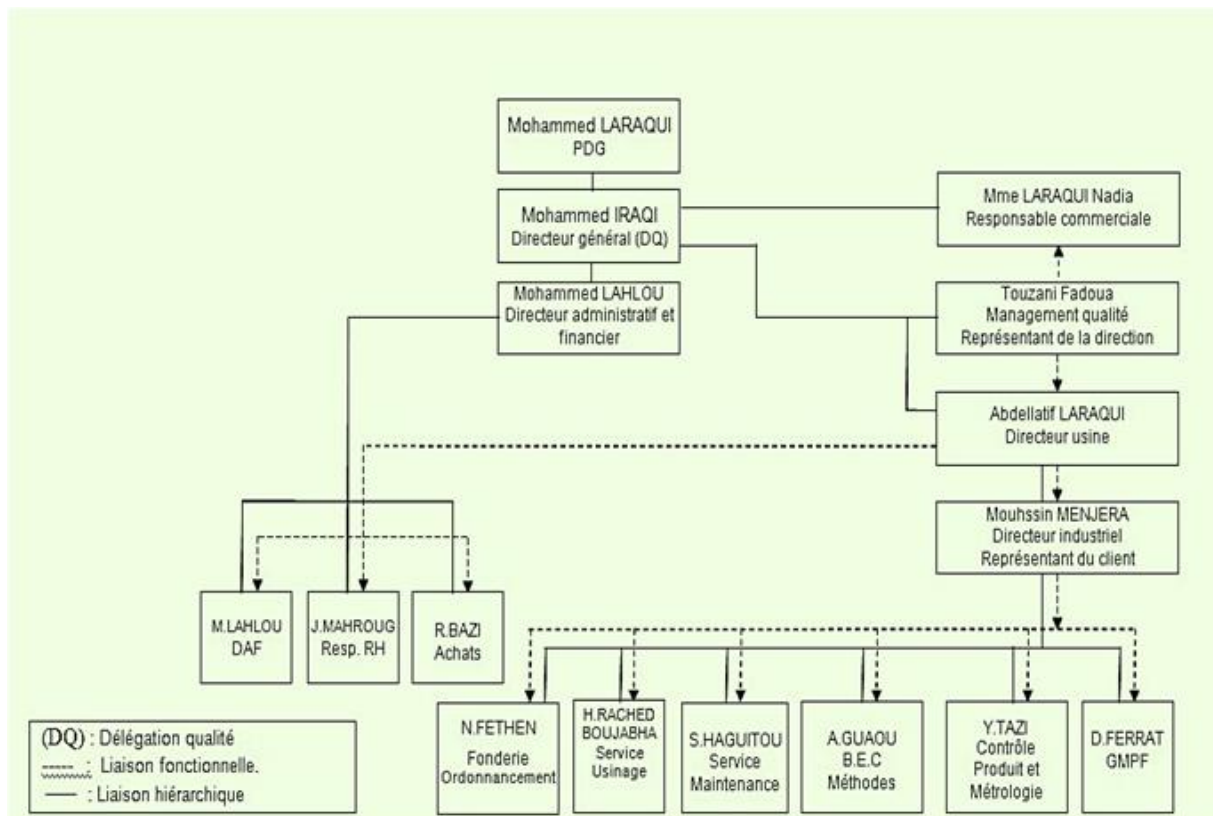 Mohammed LARAQUI
PDG
Mohammed IRAQI
Directeur général (DQ)
Mme LARAQUI Nadia
Responsable commerciale
Mohammed LAHLOU
Directeur administratif et
financier
Touzani Fadoua
Management qualité
Représentant de la direction
Abdellatif LARAQUI
Directeur usine
Mouhssin MENJERA
Directeur industriel
Représentant du client
M.LAHLOU
DAF
J.MAHROUG
Resp. RH
R.BAZI
Achats
N.FETHEN
Fonderie
Ordonnancement
H.RACHED
BOUJABHA
Service
Usinage
S.HAGUITOU
Service
Maintenance
A.GUAOU
B.E.C
Méthodes
Y.TAZI
Contrôle
Produit et
Métrologie
D.FERRAT
GMPF
(DQ) : Délégation qualité
----- : Liaison fonctionnelle.
—— : Liaison hiérarchique